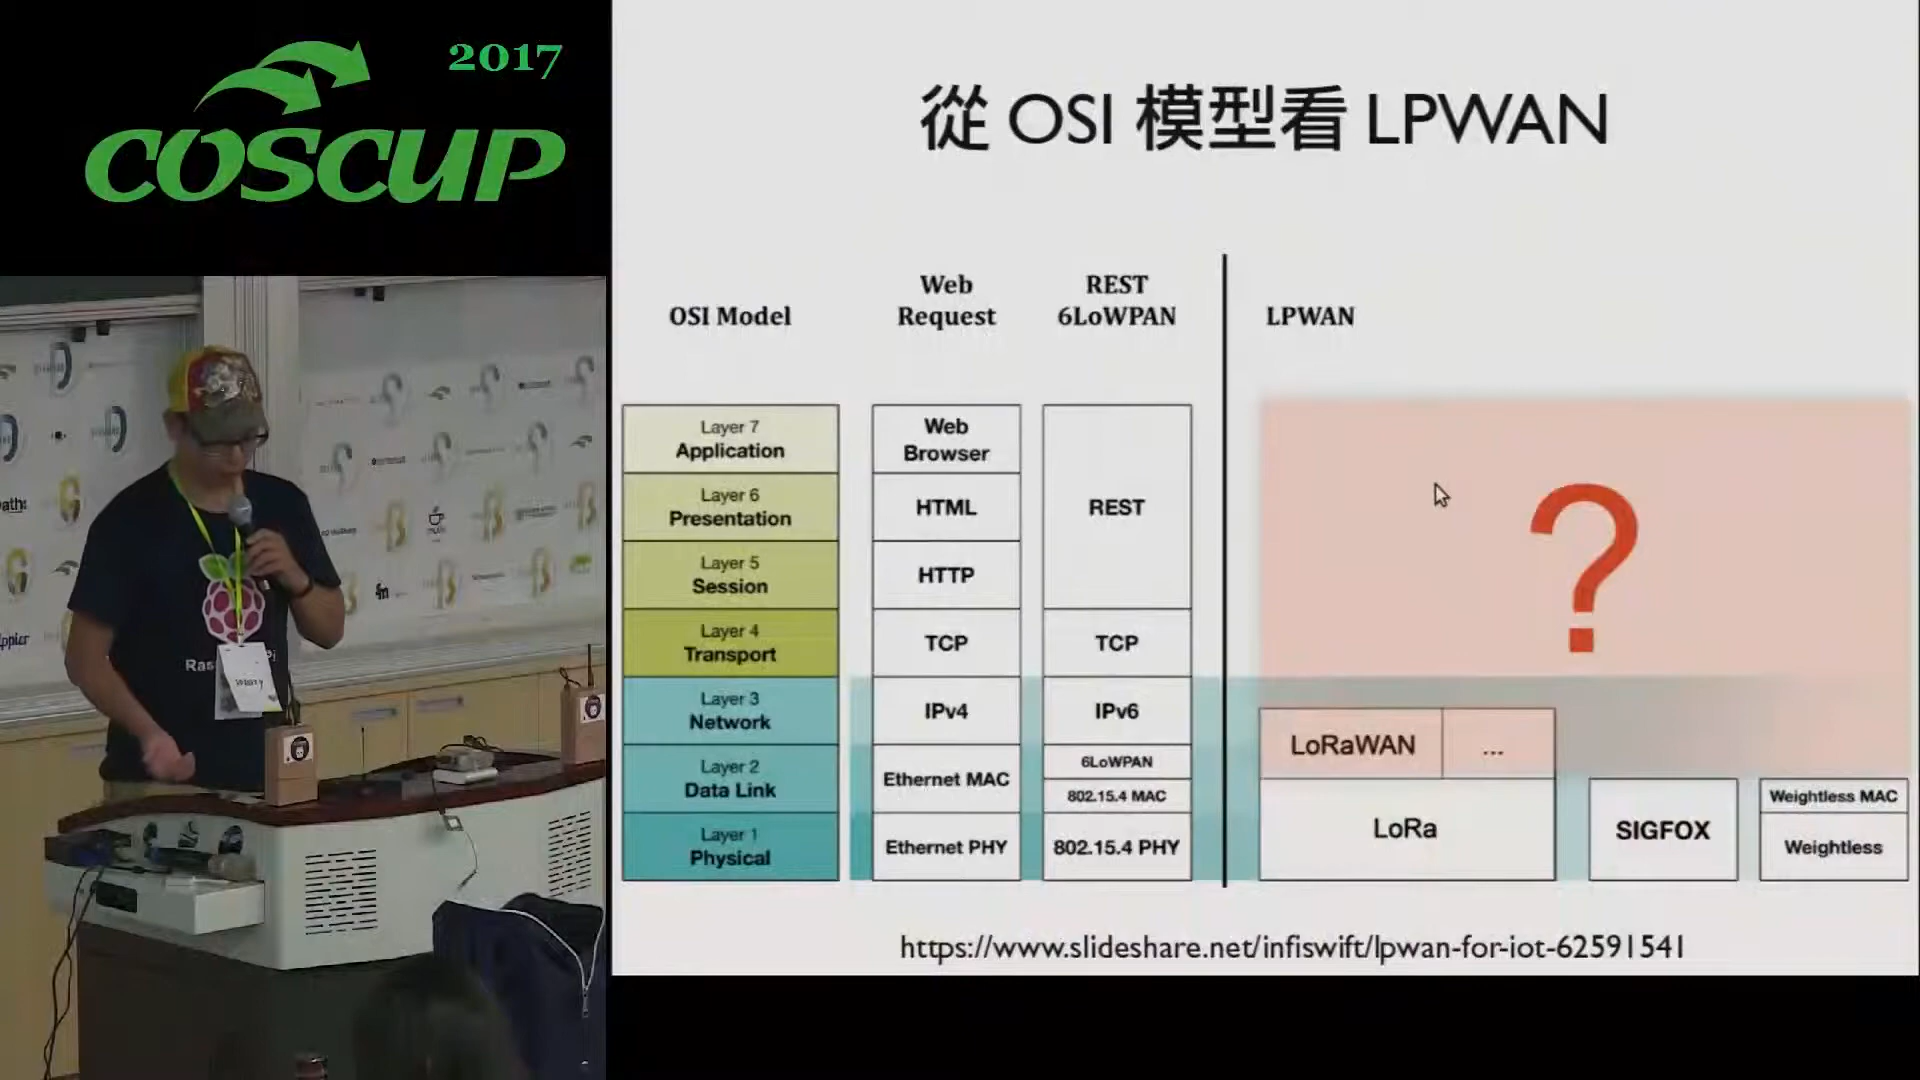 2017
COSCUP
從 OSI 模型看 LPWAN
OSI Model
Web
Request
REST
6LoWPAN
LPWAN
Layer 7
Application
Layer 6
Presentation
Layer 5
Session
Layer 4
Transport
Layer 3
Network
Layer 2
Data Link
Layer 1
Physical
Web
Browser
HTML
HTTP
TCP
IPv4
Ethernet MAC
Ethernet PHY
REST
TCP
IPv6
6LoWPAN
802.15.4 MAC
802.15.4 PHY
?
LoRaWAN
...
LoRa
SIGFOX
Weightless MAC
Weightless
https://www.slideshare.net/infiswift/lpwan-for-iot-62591541